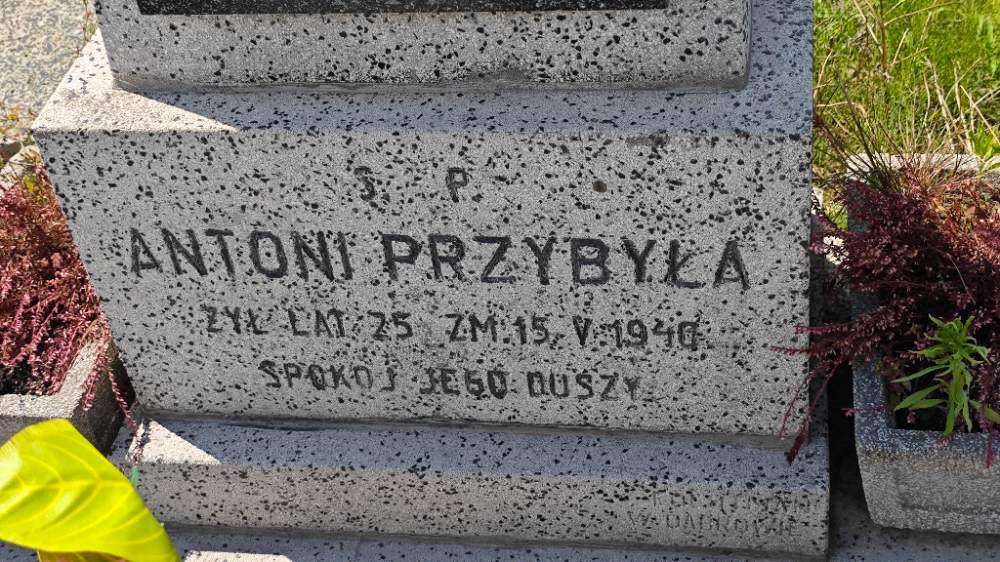 Ś. P.
ANTONI PRZYBYŁA
ŻYŁ LAT 25 ZM. 15. V. 1940
SPOKÓJ JEGO DUSZY